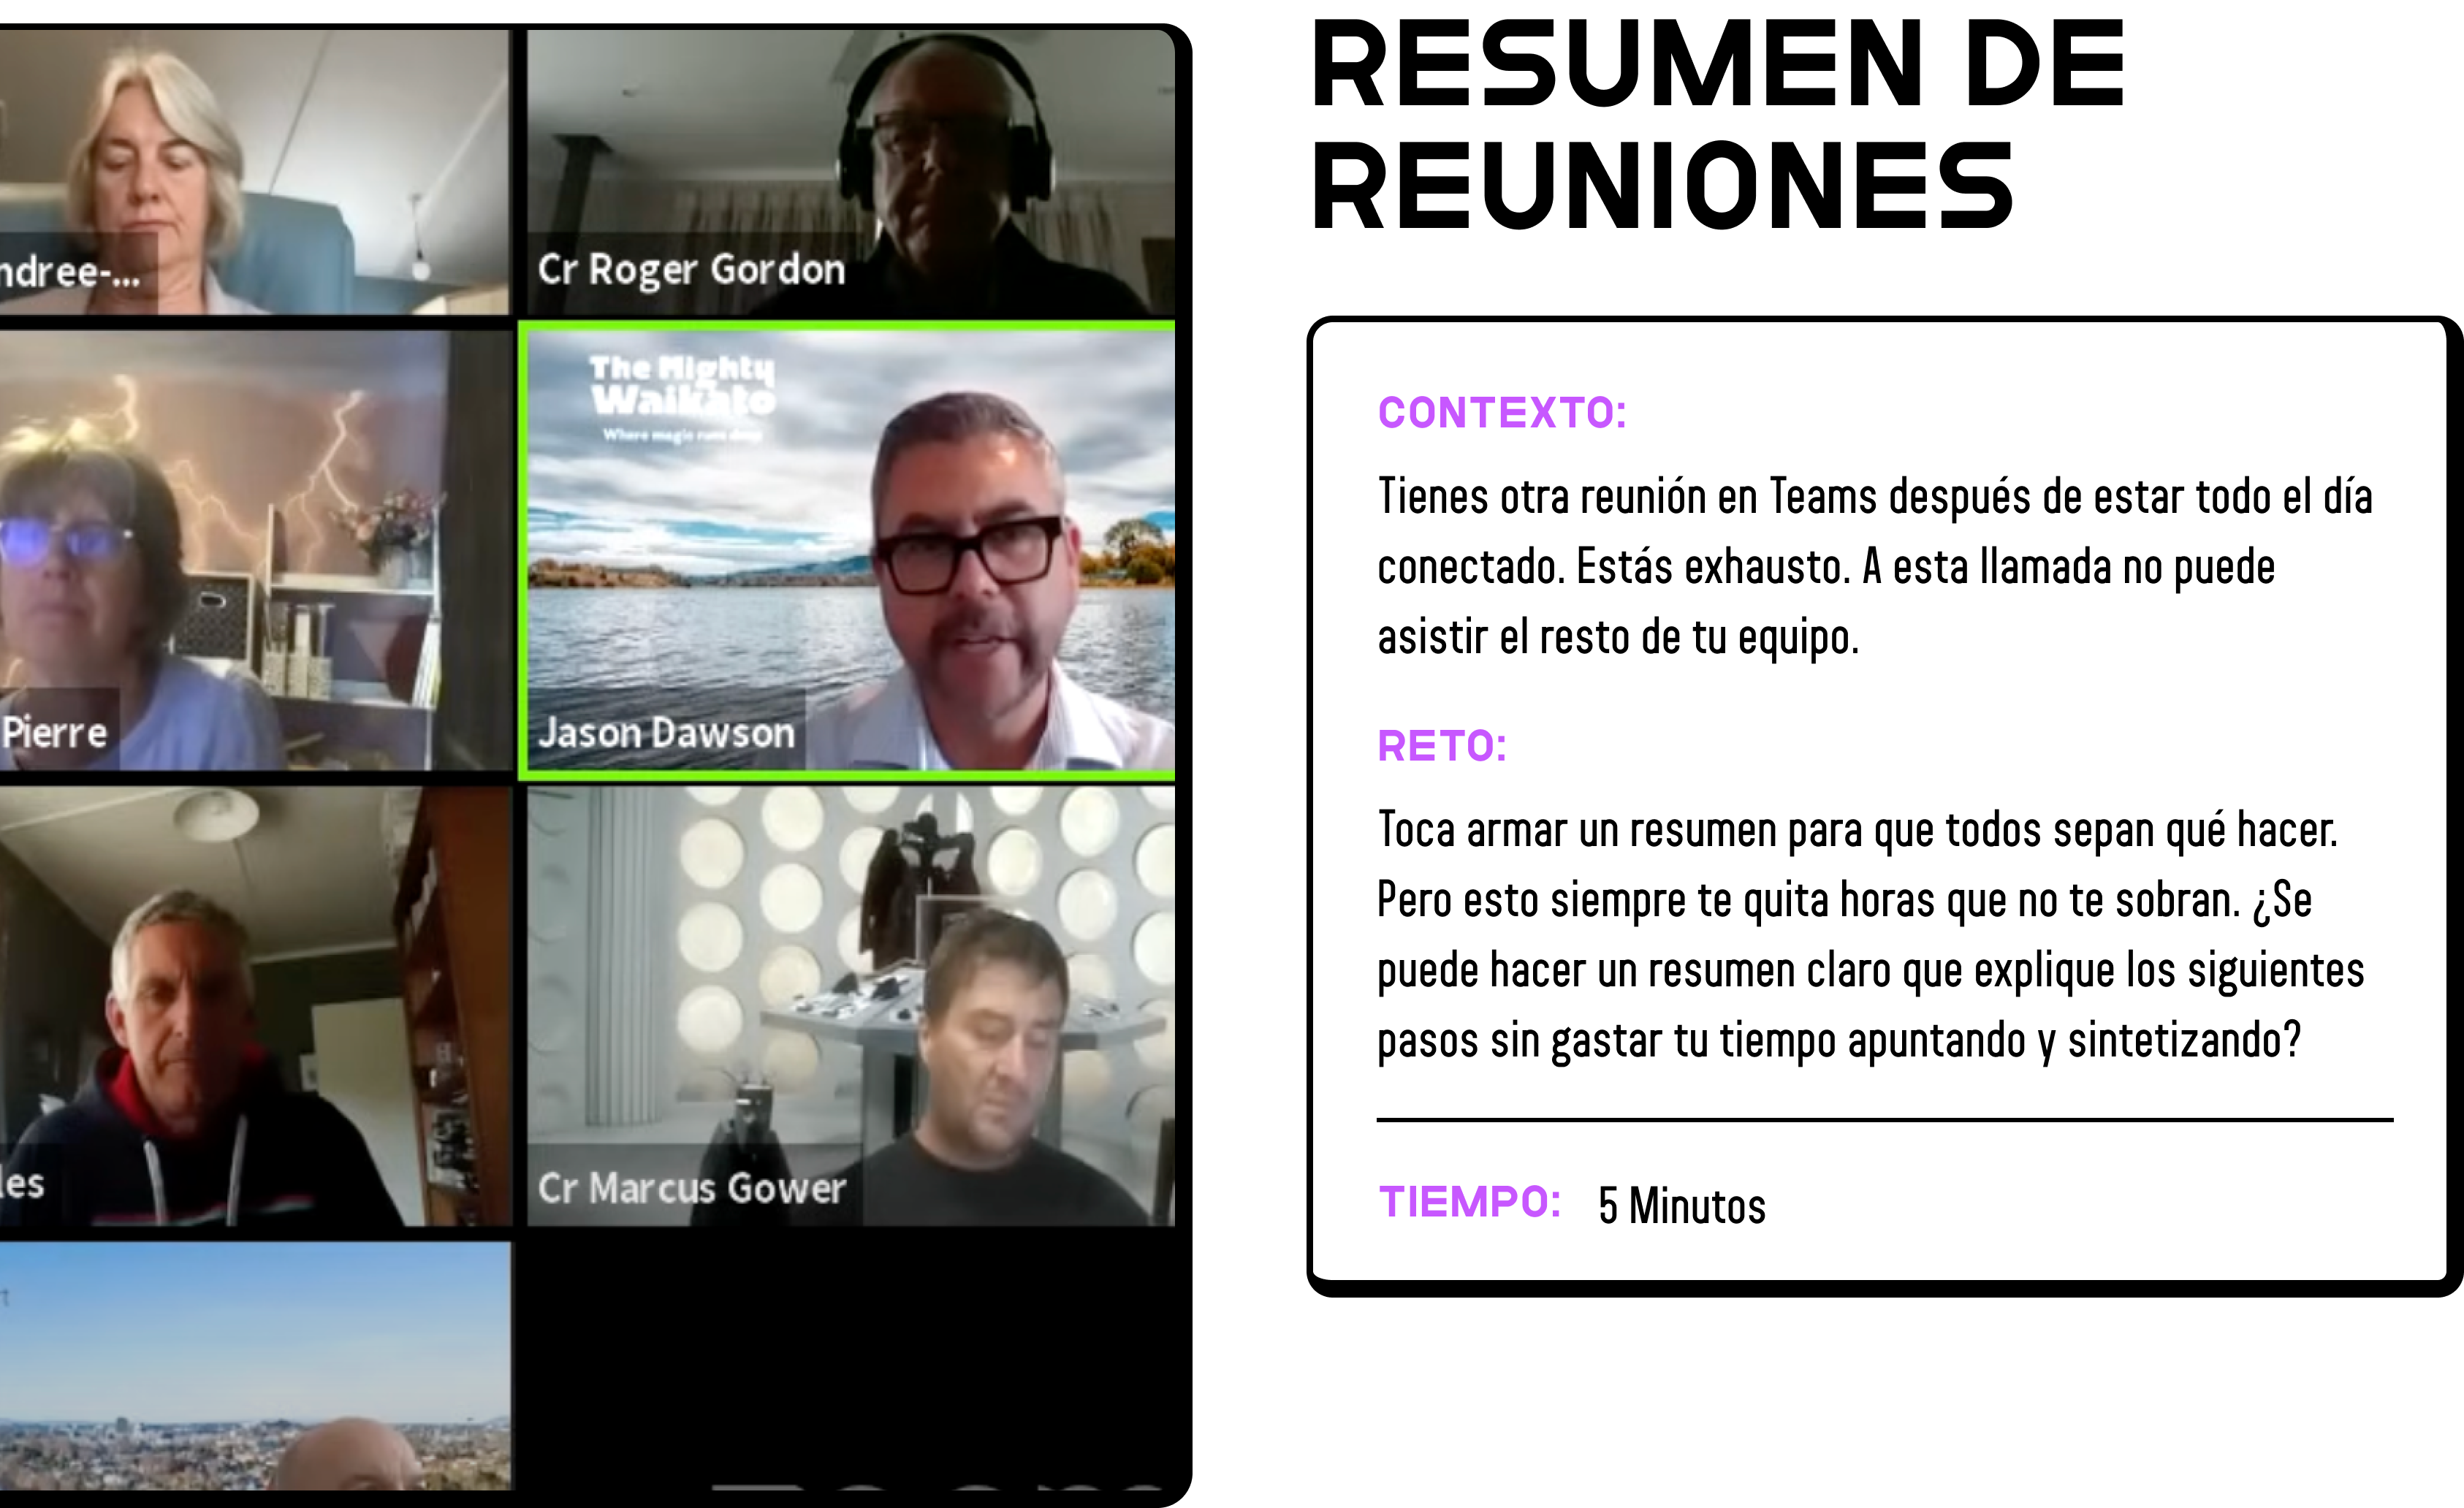 RESUMEN DE
REUNIONES
ndree-...
Cr Roger Gordon
The Mighty
Waikato
Where magic runs deep
Pierre
Jason Dawson
les
Cr Marcus Gower
CONTEXTO:
Tienes otra reunión en Teams después de estar todo el día
conectado. Estás exhausto. A esta llamada no puede
asistir el resto de tu equipo.
RETO:
Toca armar un resumen para que todos sepan qué hacer.
Pero esto siempre te quita horas que no te sobran. ¿Se
puede hacer un resumen claro que explique los siguientes
pasos sin gastar tu tiempo apuntando y sintetizando?
TIEMPO: 5 Minutos